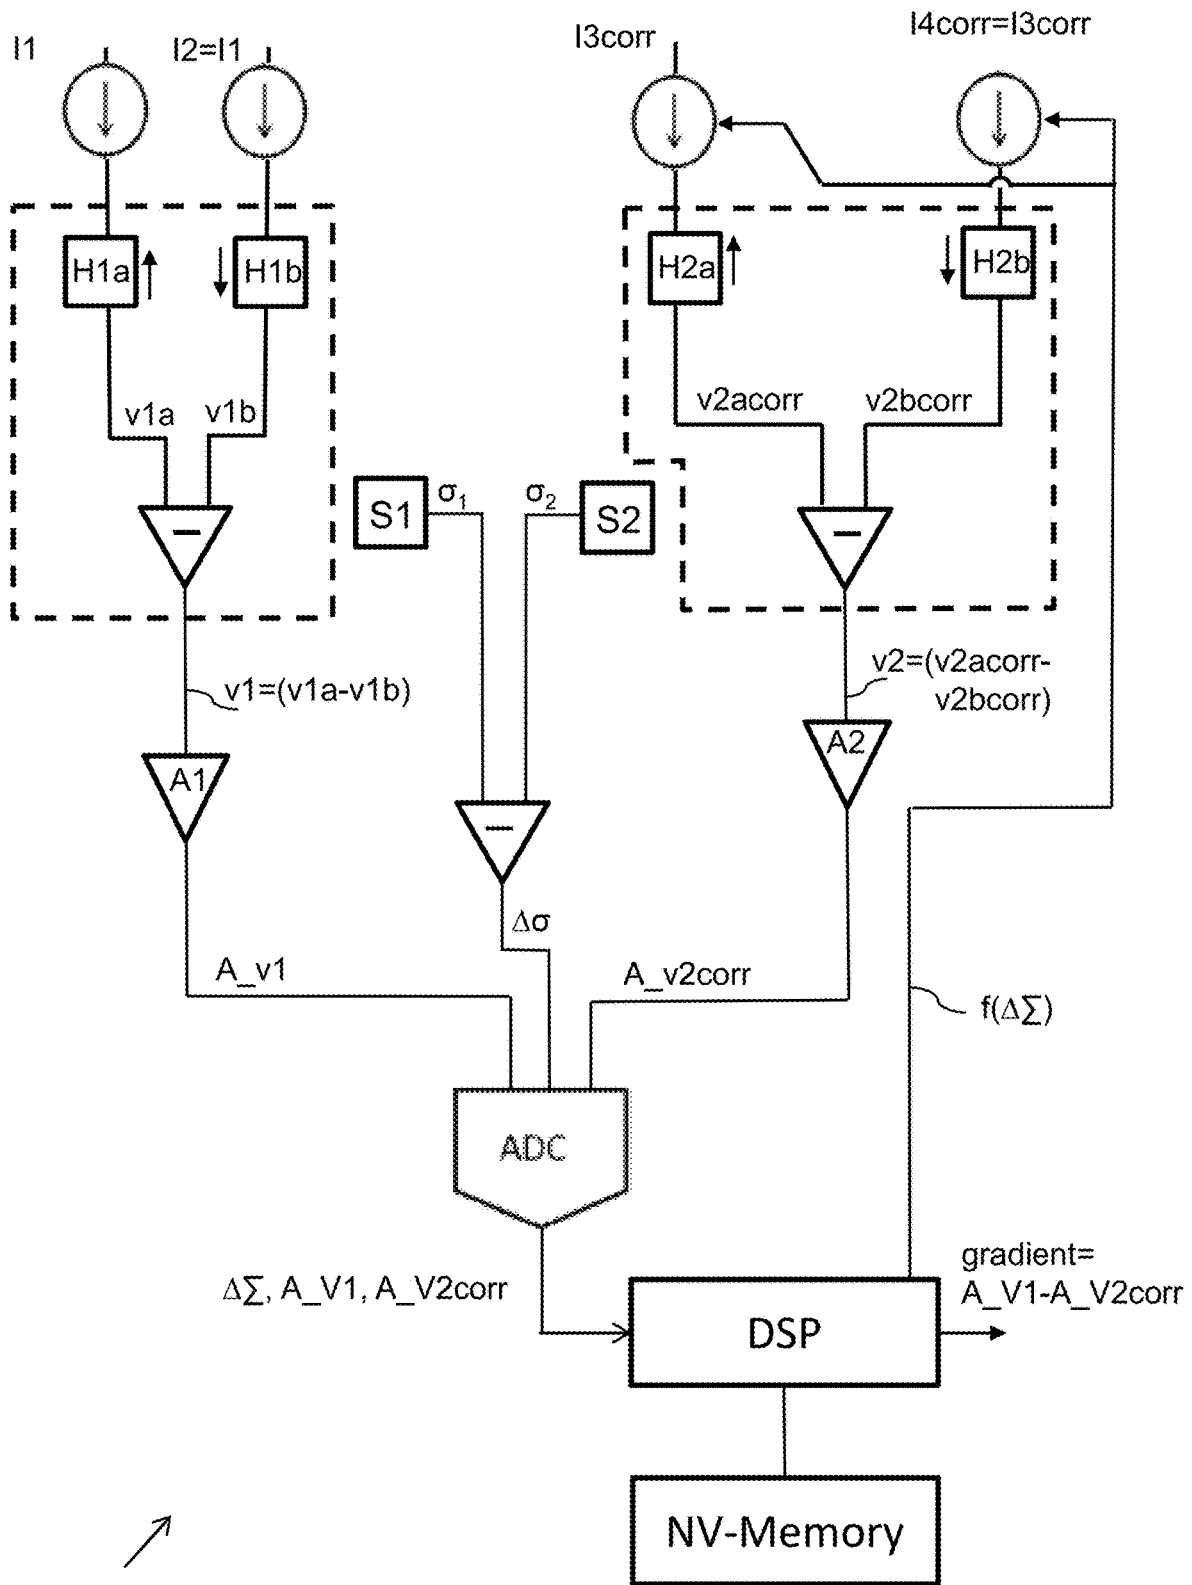 I1
I2=I1
I3corr
I4corr=I3corr
H1a
H1b
H2a
H2b
v1a
v1b
v2acorr
v2bcorr
S1
σ1
σ2
S2
v1=(v1a-v1b)
v2=(v2acorr-
v2bcorr)
A1
A2
Δσ
A_v1
A_v2corr
f(Δ∑)
ADC
Δ∑, A_V1, A_V2corr
gradient=
A_V1-A_V2corr
DSP
NV-Memory